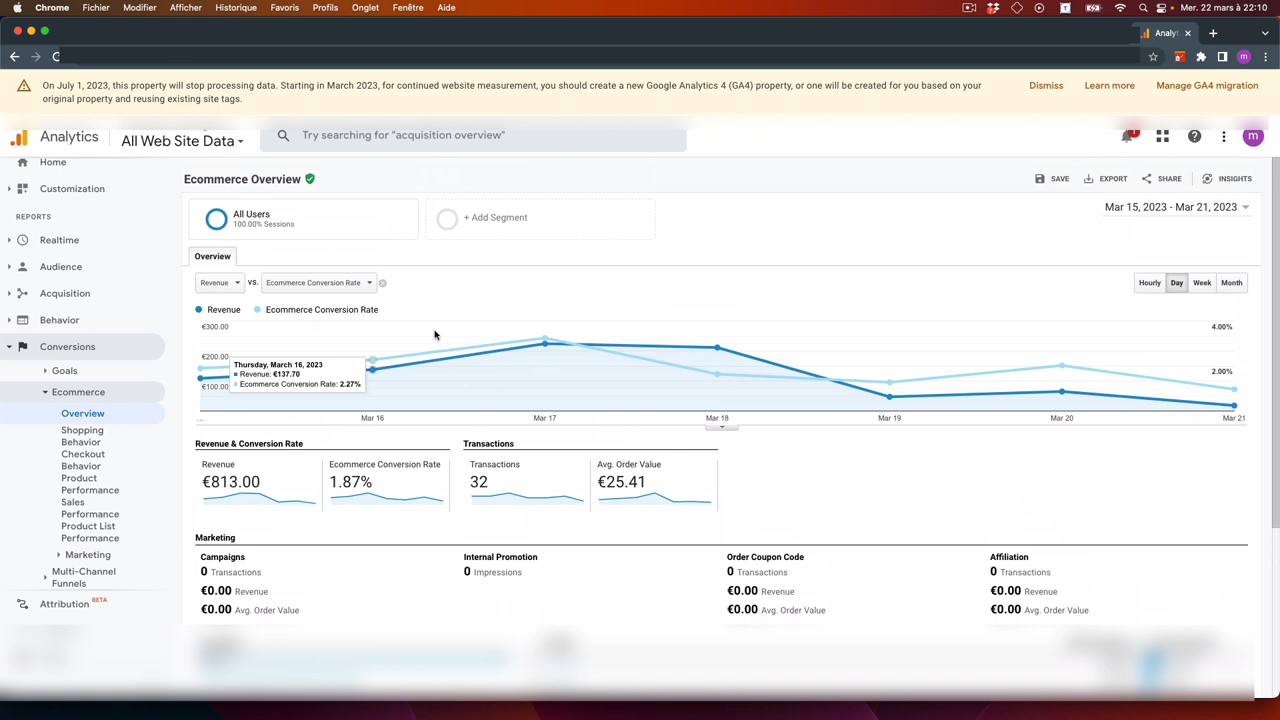 Chrome Fichier Modifier Afficher Historique Favoris Profils Onglet Fenêtre Aide Mer. 22 mars à 22:10
Analyt
On July 1, 2023, this property will stop processing data. Starting in March 2023, for continued website measurement, you should create a new Google Analytics 4 (GA4) property, or one will be created for you based on your
original property and reusing existing site tags.
Dismiss Learn more Manage GA4 migration
Analytics All Web Site Data Try searching for "acquisition overview" 1 m
Home
Customization
REPORTS
Realtime
Audience
Acquisition
Behavior
Conversions
Goals
Ecommerce
Overview
Shopping
Behavior
Checkout
Behavior
Product
Performance
Sales
Performance
Product List
Performance
Marketing
Multi-Channel
Funnels
Attribution BETA
Ecommerce Overview
SAVE EXPORT SHARE INSIGHTS
All Users
100.00% Sessions
+ Add Segment
Mar 15, 2023 - Mar 21, 2023
Overview
Revenue vs. Ecommerce Conversion Rate
Hourly Day Week Month
Revenue Ecommerce Conversion Rate
€300.00 4.00%
€200.00 2.00%
€100.00
Thursday, March 16, 2023
Revenue: €137.70
Ecommerce Conversion Rate: 2.27%
... Mar 16 Mar 17 Mar 18 Mar 19 Mar 20 Mar 21
Revenue & Conversion Rate Transactions
Revenue Ecommerce Conversion Rate Transactions Avg. Order Value
€813.00 1.87% 32 €25.41
Marketing
Campaigns Internal Promotion Order Coupon Code Affiliation
0 Transactions 0 Impressions 0 Transactions 0 Transactions
€0.00 Revenue €0.00 Revenue €0.00 Revenue
€0.00 Avg. Order Value €0.00 Avg. Order Value €0.00 Avg. Order Value